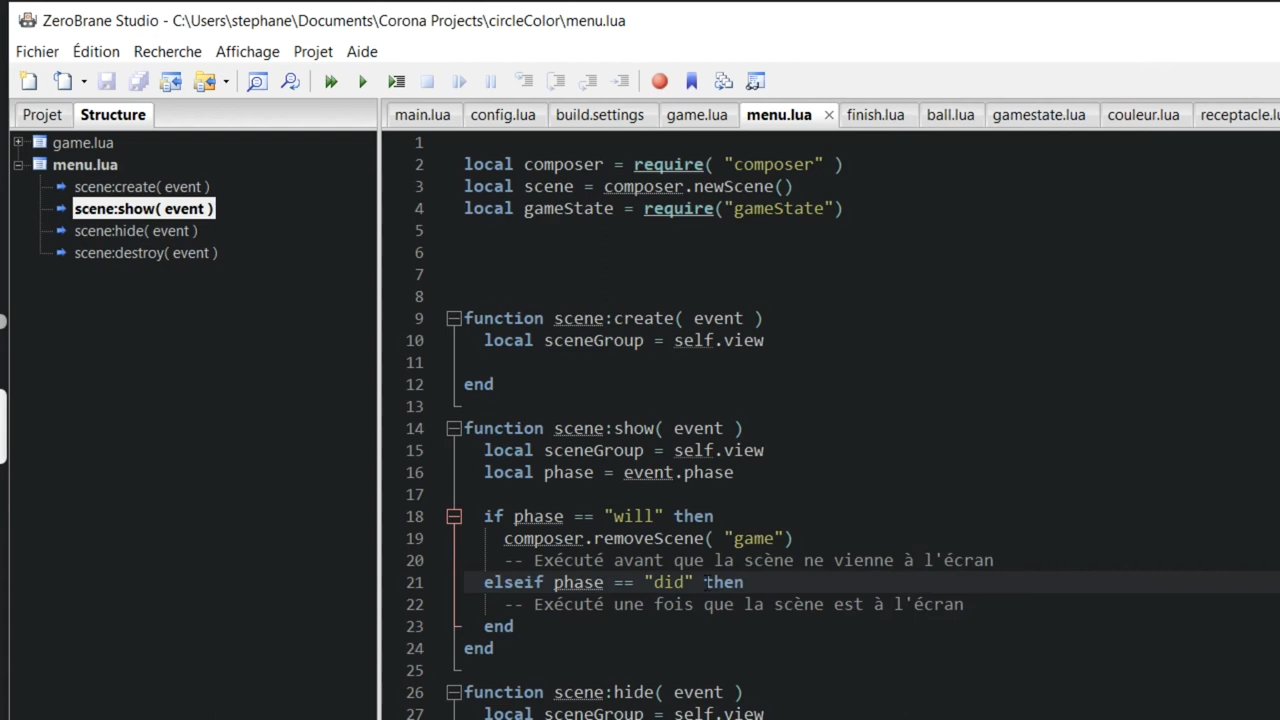 ZeroBrane Studio - C:\Users\stephane\Documents\Corona Projects\circleColor\menu.lua
Fichier Édition Recherche Affichage Projet Aide
Projet Structure
game.lua
menu.lua
scene:create( event )
scene:show( event )
scene:hide( event )
scene:destroy( event )
main.lua config.lua build.settings game.lua menu.lua finish.lua ball.lua gamestate.lua couleur.lua receptacle.lu
1
2 local composer = require( "composer" )
3 local scene = composer.newScene()
4 local gameState = require("gameState")
5
6
7
8
9 function scene:create( event )
10 local sceneGroup = self.view
11
12 end
13
14 function scene:show( event )
15 local sceneGroup = self.view
16 local phase = event.phase
17
18 if phase == "will" then
19 composer.removeScene( "game")
20 -- Exécuté avant que la scène ne vienne à l'écran
21 elseif phase == "did" then
22 -- Exécuté une fois que la scène est à l'écran
23 end
24 end
25
26 function scene:hide( event )
27 local sceneGroup = self.view